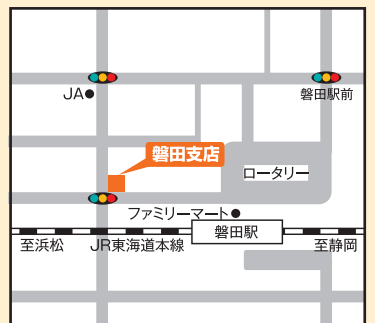 JA
磐田駅前
磐田支店
ロータリー
ファミリーマート
磐田駅
至浜松
JR東海道本線
至静岡